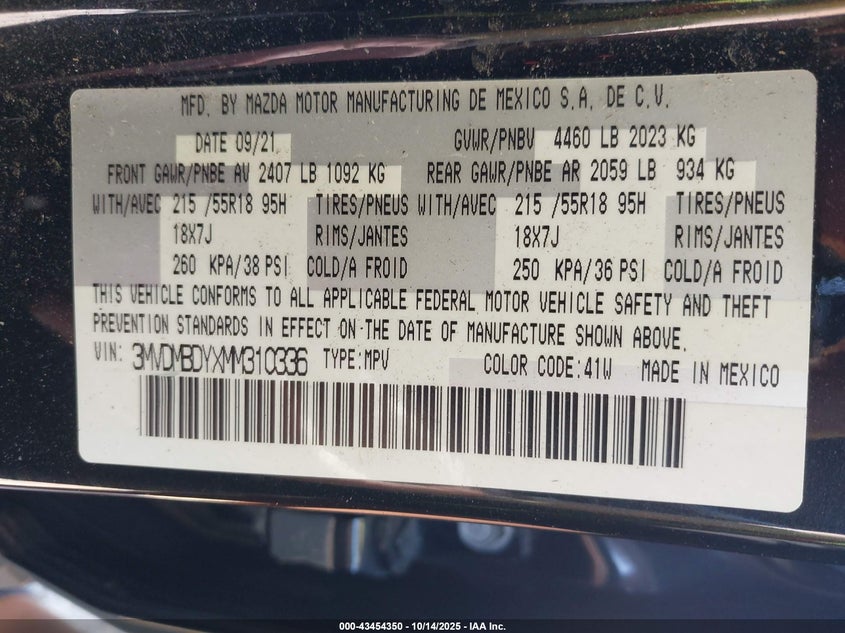 MFD. BY MAZDA MOTOR MANUFACTURING DE MEXICO S.A. DE C.V.
DATE 09/21 GVWR/PNBV 4460 LB 2023 KG
FRONT GAWR/PNBE AV 2407 LB 1092 KG REAR GAWR/PNBE AR 2059 LB 934 KG
WITH/AVEC 215 /55R18 95H TIRES/PNEUS WITH/AVEC 215 /55R18 95H TIRES/PNEUS
18X7J RIMS/JANTES 18X7J RIMS/JANTES
260 KPA/38 PSI COLD/A FROID 250 KPA/36 PSI COLD/A FROID
THIS VEHICLE CONFORMS TO ALL APPLICABLE FEDERAL MOTOR VEHICLE SAFETY AND THEFT
PREVENTION STANDARDS IN EFFECT ON THE DATE OF MANUFACTURE SHOWN ABOVE.
VIN: 3MVDMBDYXMM310336 TYPE:MPV COLOR CODE:41W MADE IN MEXICO
000-43454350 - 10/14/2025 - IAA Inc.